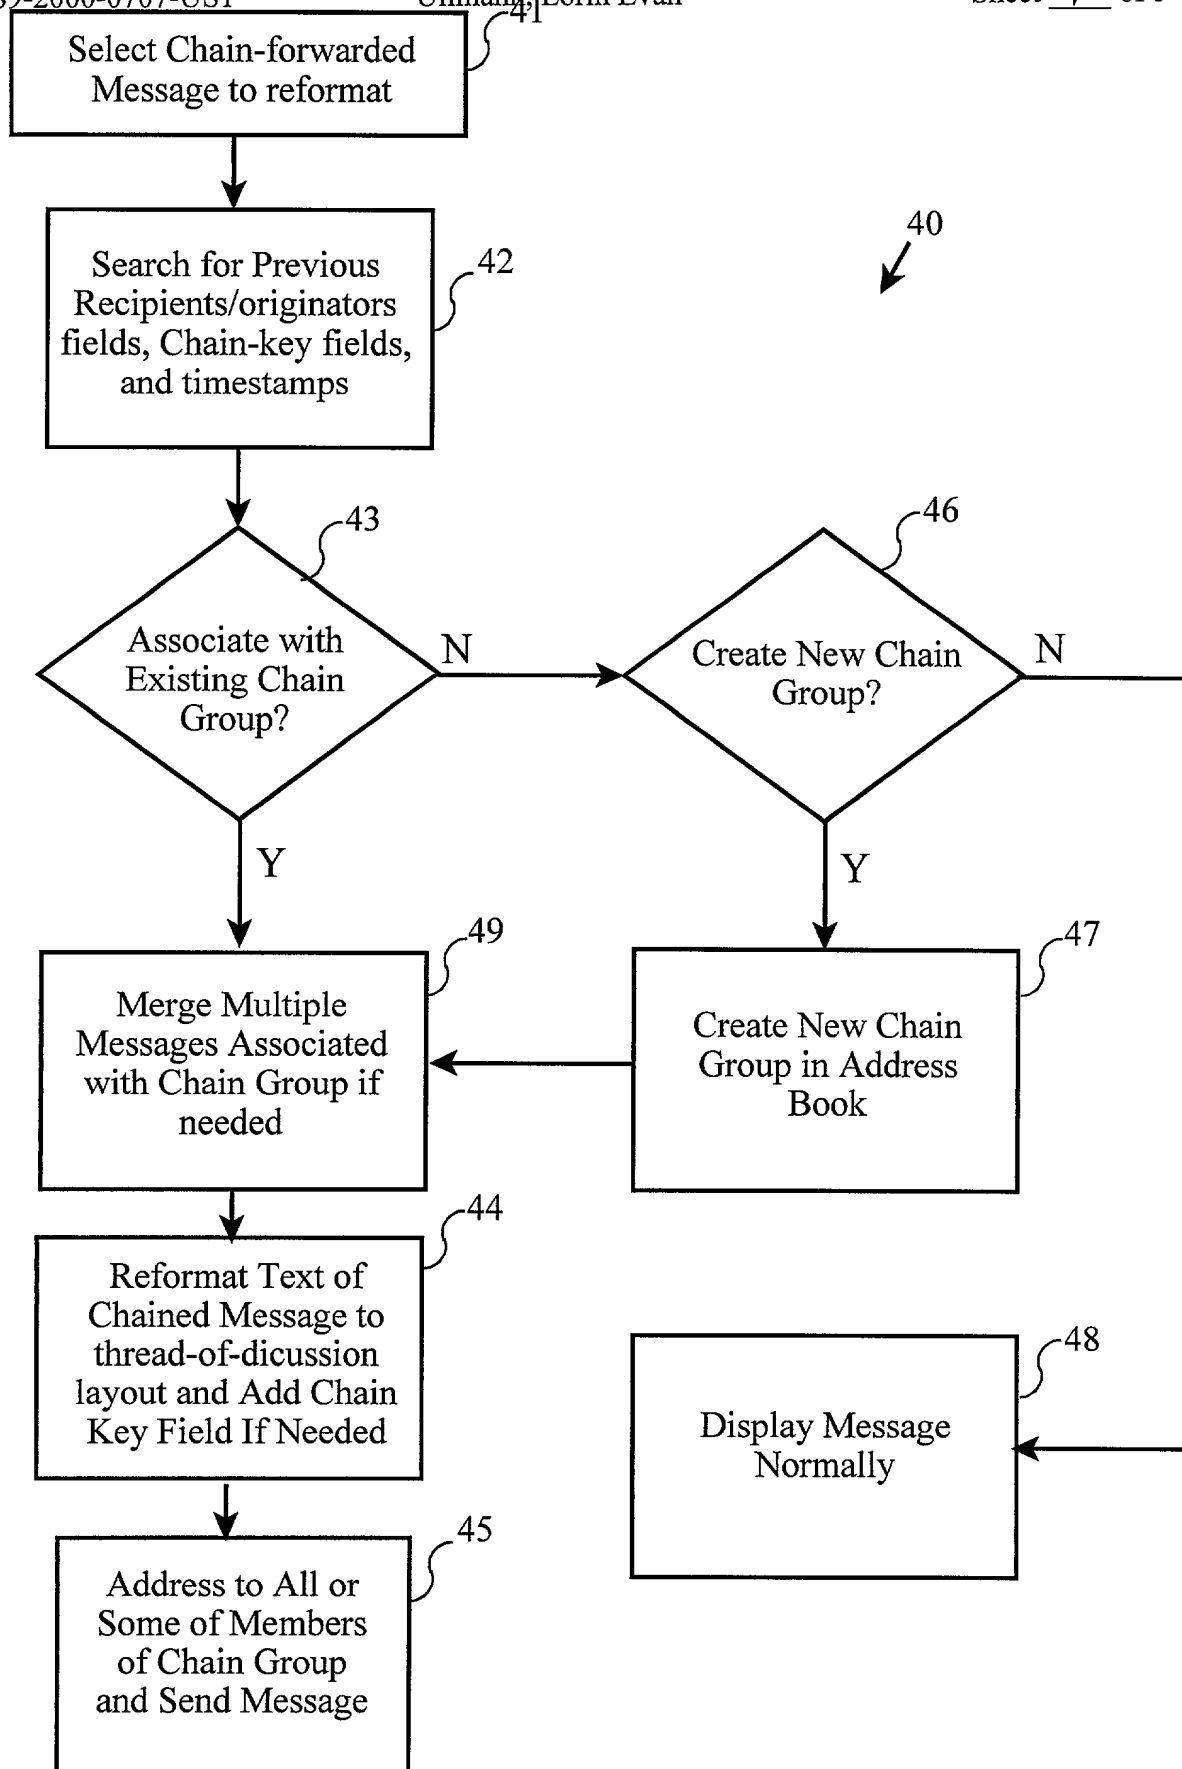 Select Chain-forwarded
Message to reformat
41
Search for Previous
Recipients/originators
fields, Chain-key fields,
and timestamps
42
40
Associate with
Existing Chain
Group?
43
N
Y
Create New Chain
Group?
46
N
Y
Merge Multiple
Messages Associated
with Chain Group if
needed
49
Create New Chain
Group in Address
Book
47
Reformat Text of
Chained Message to
thread-of-dicussion
layout and Add Chain
Key Field If Needed
44
Display Message
Normally
48
Address to All or
Some of Members
of Chain Group
and Send Message
45